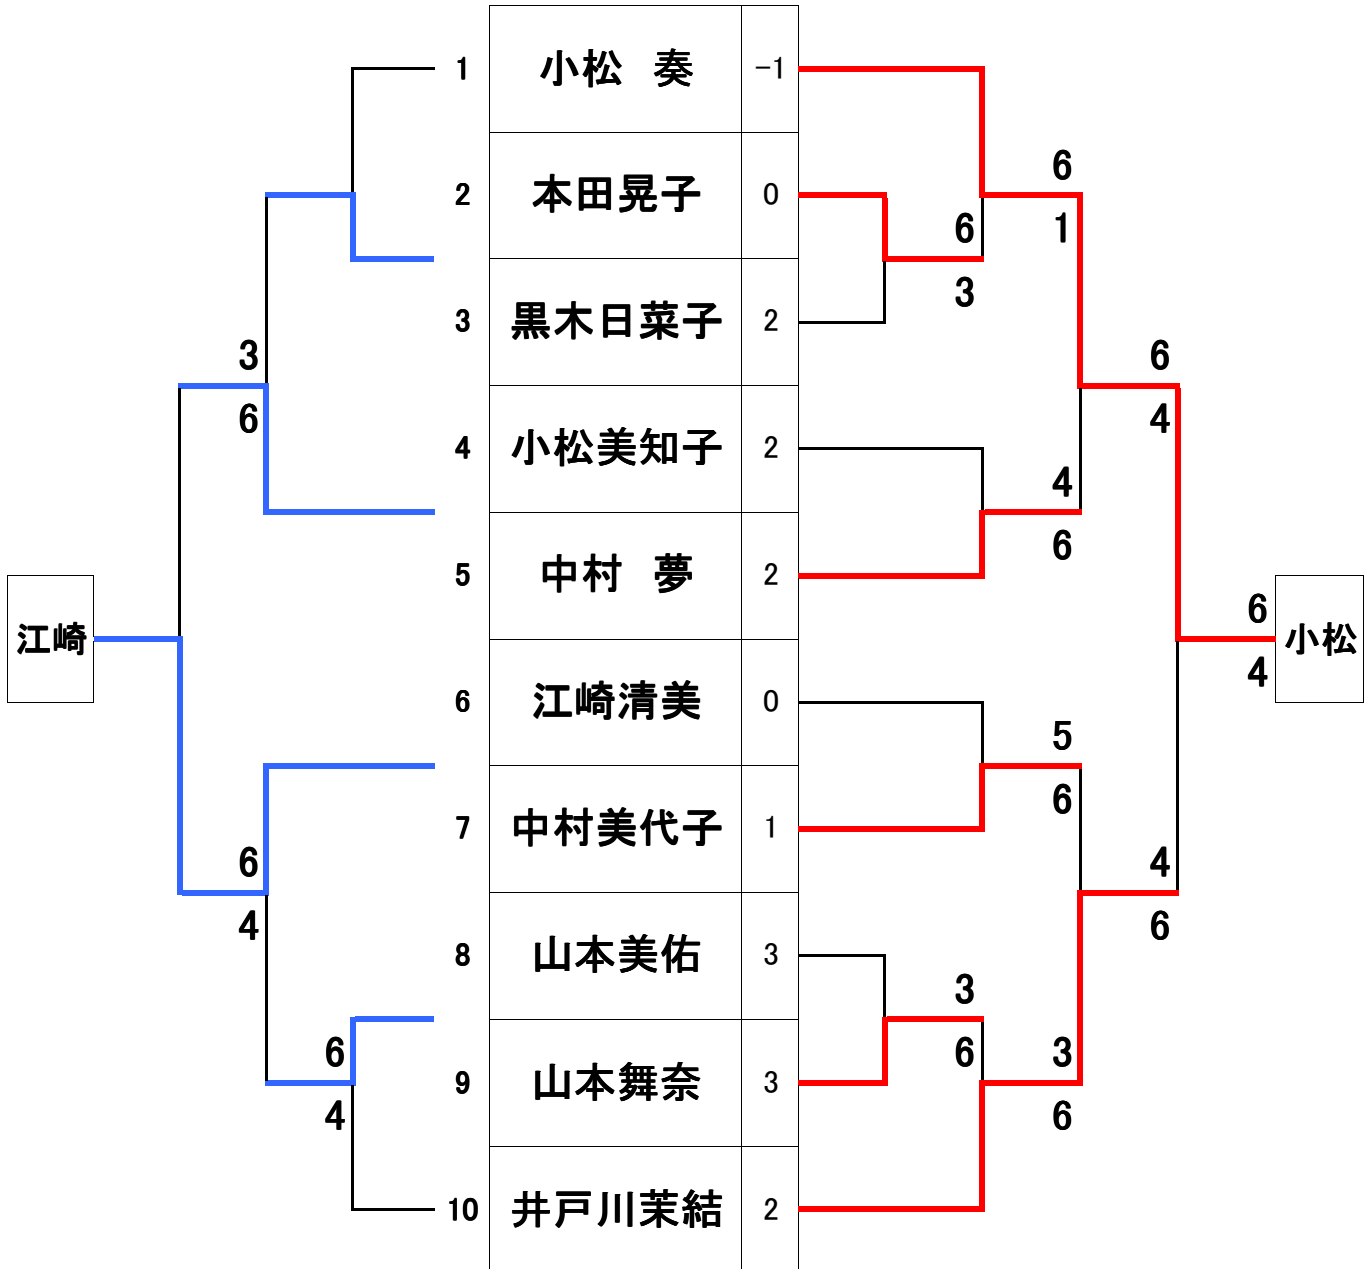 1 小松　奏 -1
6
2 本田晃子 0
6 1
3 黒木日菜子 2
3
3 6
6 4
4 小松美知子 2
4
5 中村　夢 2
6
江崎
6 小松
4
6 江崎清美 0
5
6
7 中村美代子 1
6 4
4 6
8 山本美佑 3
3
6 6 3
9 山本舞奈 3
4 6
10 井戸川茉結 2